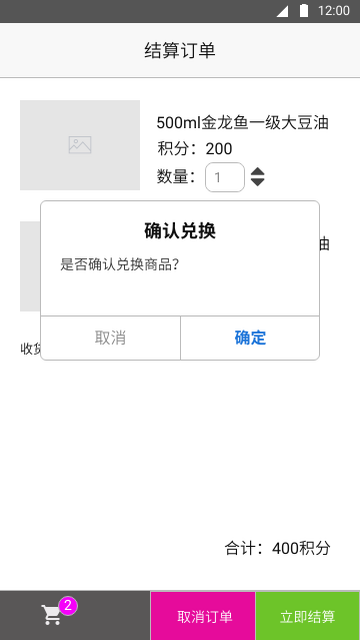 12:00
结算订单
500ml金龙鱼一级大豆油
积分：200
数量： 1
油
确认兑换
是否确认兑换商品？
取消 确定
收货
合计：400积分
2 取消订单 立即结算